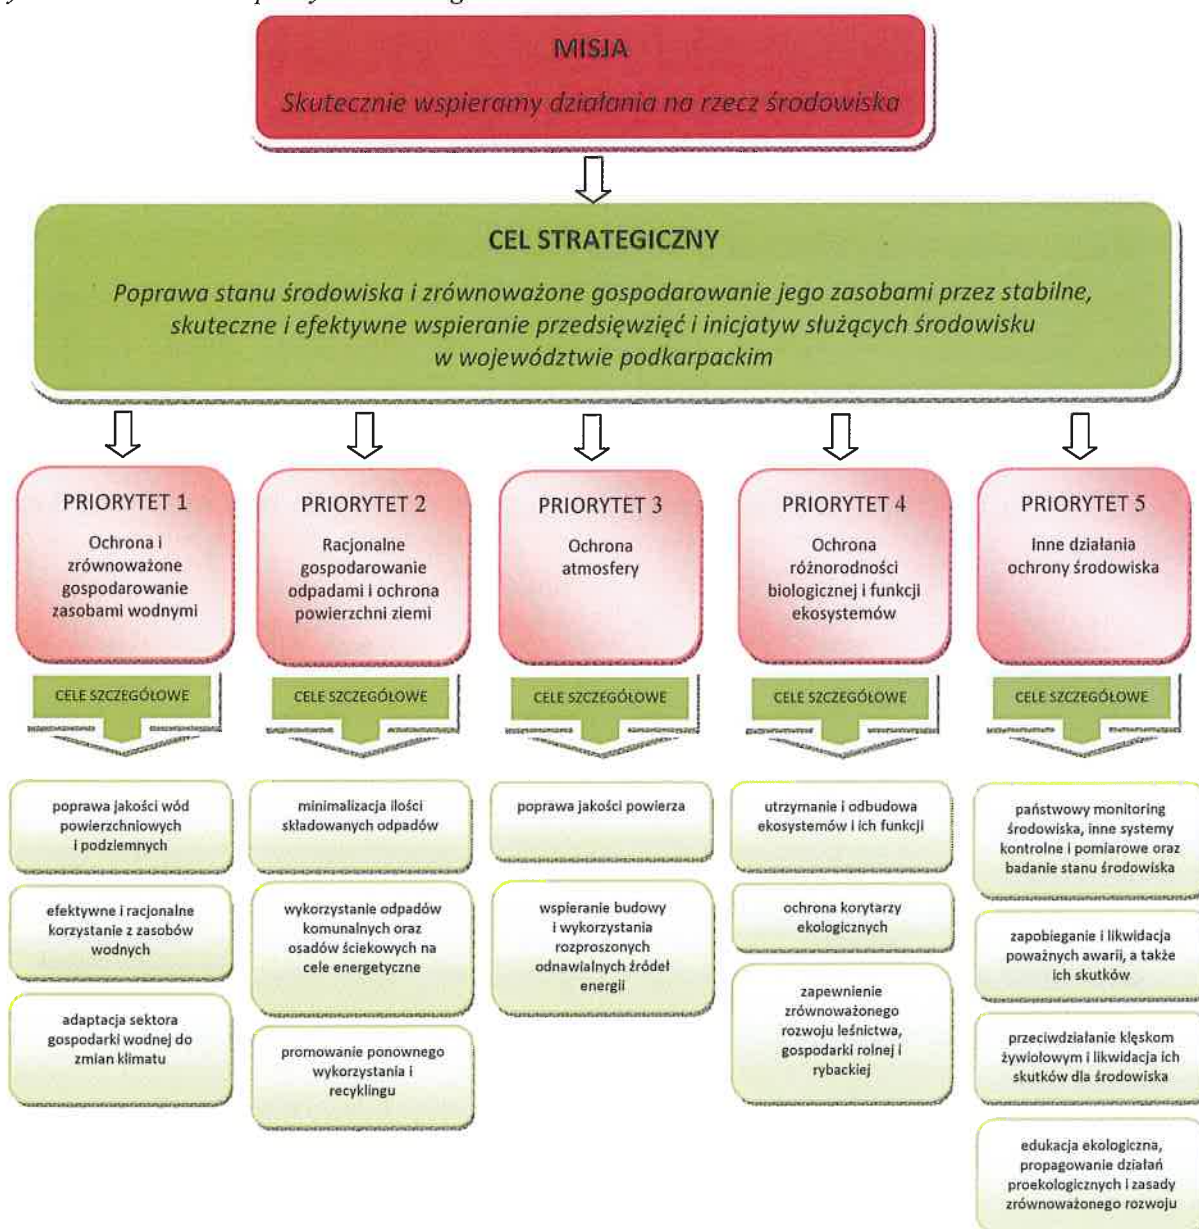 MISJA
Skutecznie wspieramy działania na rzecz środowiska
CEL STRATEGICZNY
Poprawa stanu środowiska i zrównoważone gospodarowanie jego zasobami przez stabilne,
skuteczne i efektywne wspieranie przedsięwzięć i inicjatyw służących środowisku
w województwie podkarpackim
PRIORYTET 1
Ochrona i
zrównoważone
gospodarowanie
zasobami wodnymi
PRIORYTET 2
Racjonalne
gospodarowanie
odpadami i ochrona
powierzchni ziemi
PRIORYTET 3
Ochrona
atmosfery
PRIORYTET 4
Ochrona
różnorodności
biologicznej i funkcji
ekosystemów
PRIORYTET 5
Inne działania
ochrony środowiska
CELE SZCZEGÓŁOWE
CELE SZCZEGÓŁOWE
CELE SZCZEGÓŁOWE
CELE SZCZEGÓŁOWE
CELE SZCZEGÓŁOWE
poprawa jakości wód
powierzchniowych
i podziemnych
efektywne i racjonalne
korzystanie z zasobów
wodnych
adaptacja sektora
gospodarki wodnej do
zmian klimatu
minimalizacja ilości
składowanych odpadów
wykorzystanie odpadów
komunalnych oraz
osadów ściekowych na
cele energetyczne
promowanie ponownego
wykorzystania i
recyklingu
poprawa jakości powierza
wspieranie budowy
i wykorzystania
rozproszonych
odnawialnych źródeł
energii
utrzymanie i odbudowa
ekosystemów i ich funkcji
ochrona korytarzy
ekologicznych
zapewnienie
zrównoważonego
rozwoju leśnictwa,
gospodarki rolnej i
rybackiej
państwowy monitoring
środowiska, inne systemy
kontrolne i pomiarowe oraz
badanie stanu środowiska
zapobieganie i likwidacja
poważnych awarii, a także
ich skutków
przeciwdziałanie klęskom
żywiołowym i likwidacja ich
skutków dla środowiska
edukacja ekologiczna,
propagowanie działań
proekologicznych i zasady
zrównoważonego rozwoju